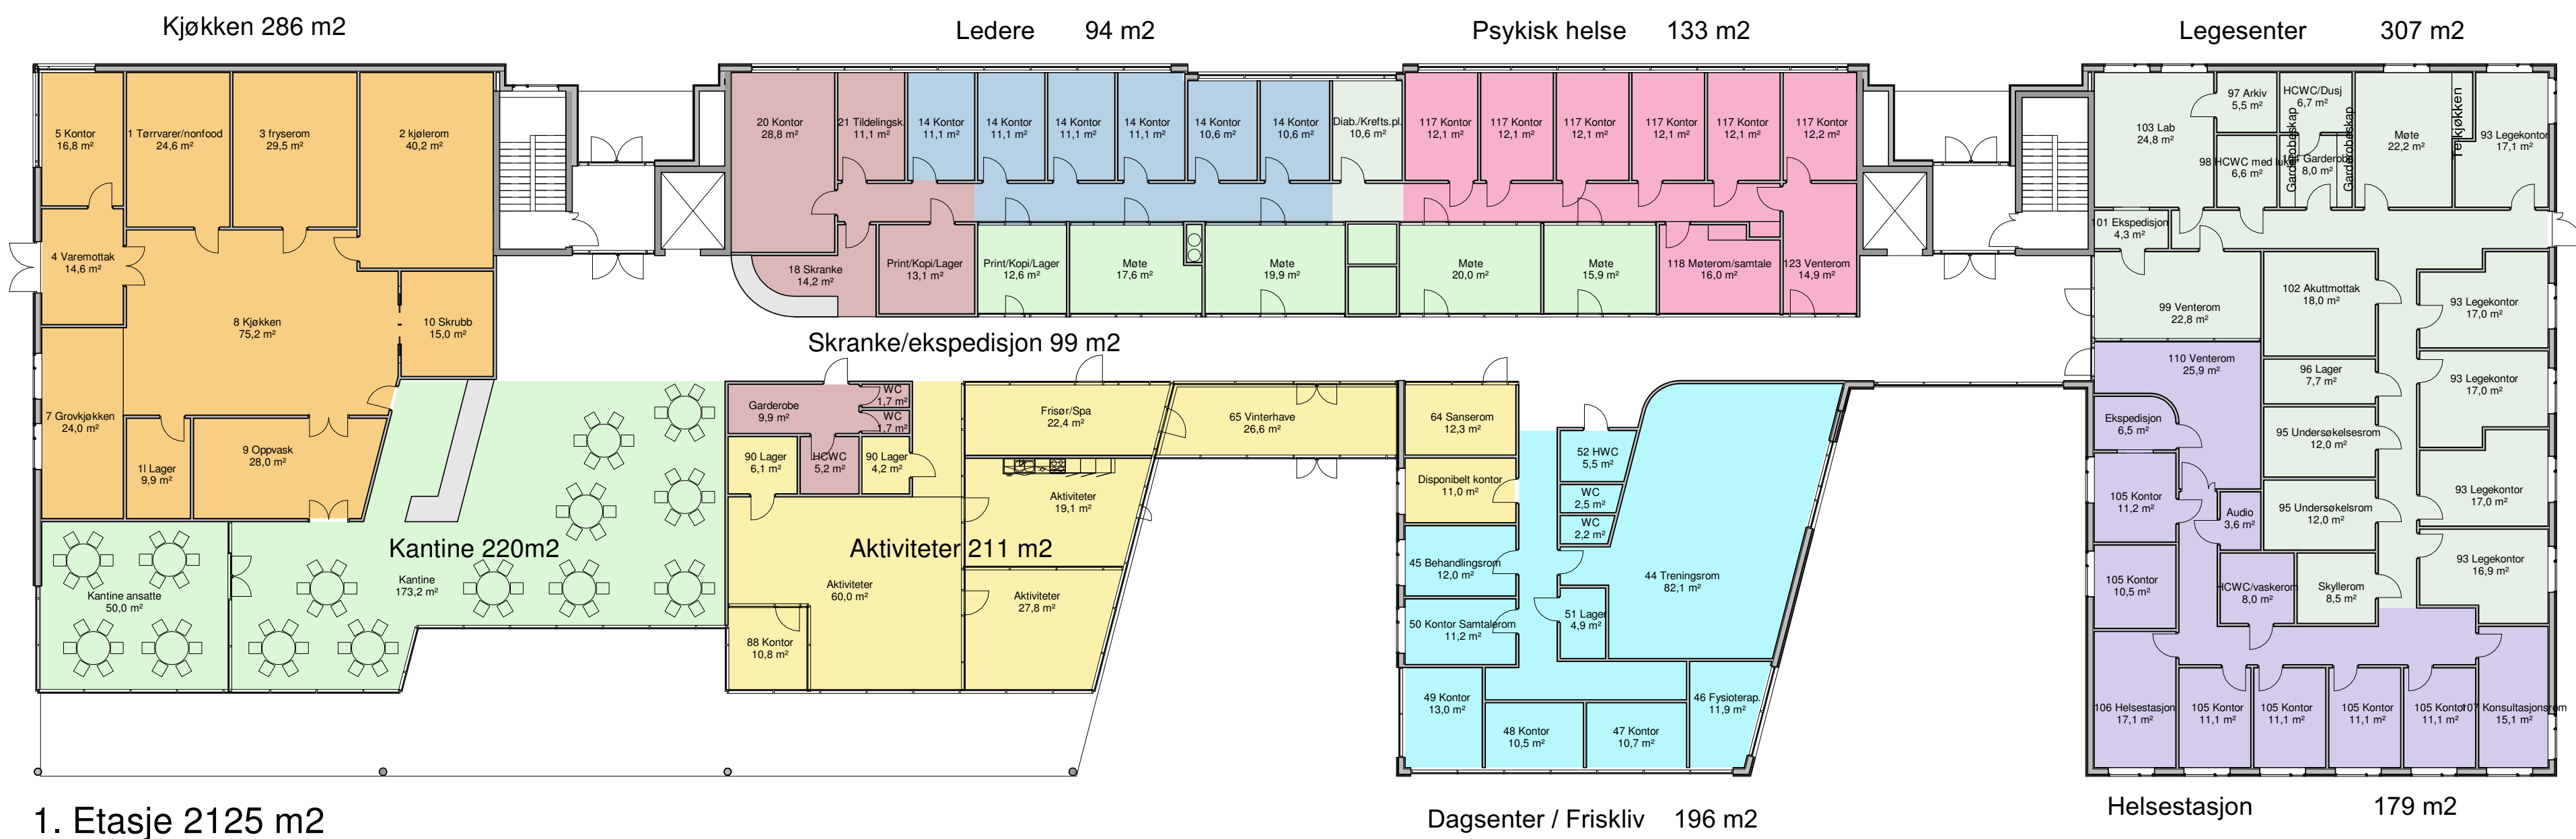 Kjøkken 286 m2
Ledere 94 m2
Psykisk helse 133 m2
Legesenter 307 m2
5 Kontor
16,8 m²
1 Tørrvarer/nonfood
24,6 m²
3 fryserom
29,5 m²
2 kjølerom
40,2 m²
4 Varemottak
14,6 m²
8 Kjøkken
75,2 m²
10 Skrubb
15,0 m²
7 Grovkjøkken
24,0 m²
11 Lager
9,9 m²
9 Oppvask
28,0 m²
20 Kontor
28,8 m²
21 Tildelingsk.
11,1 m²
14 Kontor
11,1 m²
14 Kontor
11,1 m²
14 Kontor
11,1 m²
14 Kontor
11,1 m²
14 Kontor
10,6 m²
14 Kontor
10,6 m²
Diab./Krefts.pl.
10,6 m²
117 Kontor
12,1 m²
117 Kontor
12,1 m²
117 Kontor
12,1 m²
117 Kontor
12,1 m²
117 Kontor
12,1 m²
117 Kontor
12,2 m²
18 Skranke
14,2 m²
Print/Kopi/Lager
13,1 m²
Print/Kopi/Lager
12,6 m²
Møte
17,6 m²
Møte
19,9 m²
Møte
20,0 m²
Møte
15,9 m²
118 Møterom/samtale
16,0 m²
123 Venterom
14,9 m²
Skranke/ekspedisjon 99 m2
103 Lab
24,8 m²
97 Arkiv
5,5 m²
HCWC/Dusj
6,7 m²
Garderobeskap
Garderobeskap
98 HCWC med luke
6,6 m²
Garderobe
8,0 m²
Møte
22,2 m²
Tekjøkken
93 Legekontor
17,1 m²
101 Ekspedisjon
4,3 m²
99 Venterom
22,8 m²
102 Akuttmottak
18,0 m²
93 Legekontor
17,0 m²
96 Lager
7,7 m²
93 Legekontor
17,0 m²
95 Undersøkelsesrom
12,0 m²
93 Legekontor
17,0 m²
95 Undersøkelsrom
12,0 m²
93 Legekontor
16,9 m²
Skyllerom
8,5 m²
110 Venterom
25,9 m²
Ekspedisjon
6,5 m²
105 Kontor
11,2 m²
Audio
3,6 m²
105 Kontor
10,5 m²
HCWC/vaskerom
8,0 m²
106 Helsestasjon
17,1 m²
105 Kontor
11,1 m²
105 Kontor
11,1 m²
105 Kontor
11,1 m²
105 Kontor
11,1 m²
107 Konsultasjonsrom
15,1 m²
Garderobe
9,9 m²
WC
1,7 m²
WC
1,7 m²
90 Lager
6,1 m²
HCWC
5,2 m²
90 Lager
4,2 m²
Frisør/Spa
22,4 m²
65 Vinterhave
26,6 m²
64 Sanserom
12,3 m²
Disponibelt kontor
11,0 m²
52 HWC
5,5 m²
WC
2,5 m²
WC
2,2 m²
45 Behandlingsrom
12,0 m²
44 Treningsrom
82,1 m²
50 Kontor Samtalerom
11,2 m²
51 Lager
4,9 m²
49 Kontor
13,0 m²
48 Kontor
10,5 m²
47 Kontor
10,7 m²
46 Fysioterap.
11,9 m²
Aktiviteter
19,1 m²
Kantine 220m2
Aktiviteter 211 m2
Kantine
173,2 m²
Kantine ansatte
50,0 m²
Aktiviteter
60,0 m²
Aktiviteter
27,8 m²
88 Kontor
10,8 m²
1. Etasje 2125 m2
Dagsenter / Friskliv 196 m2
Helsestasjon 179 m2